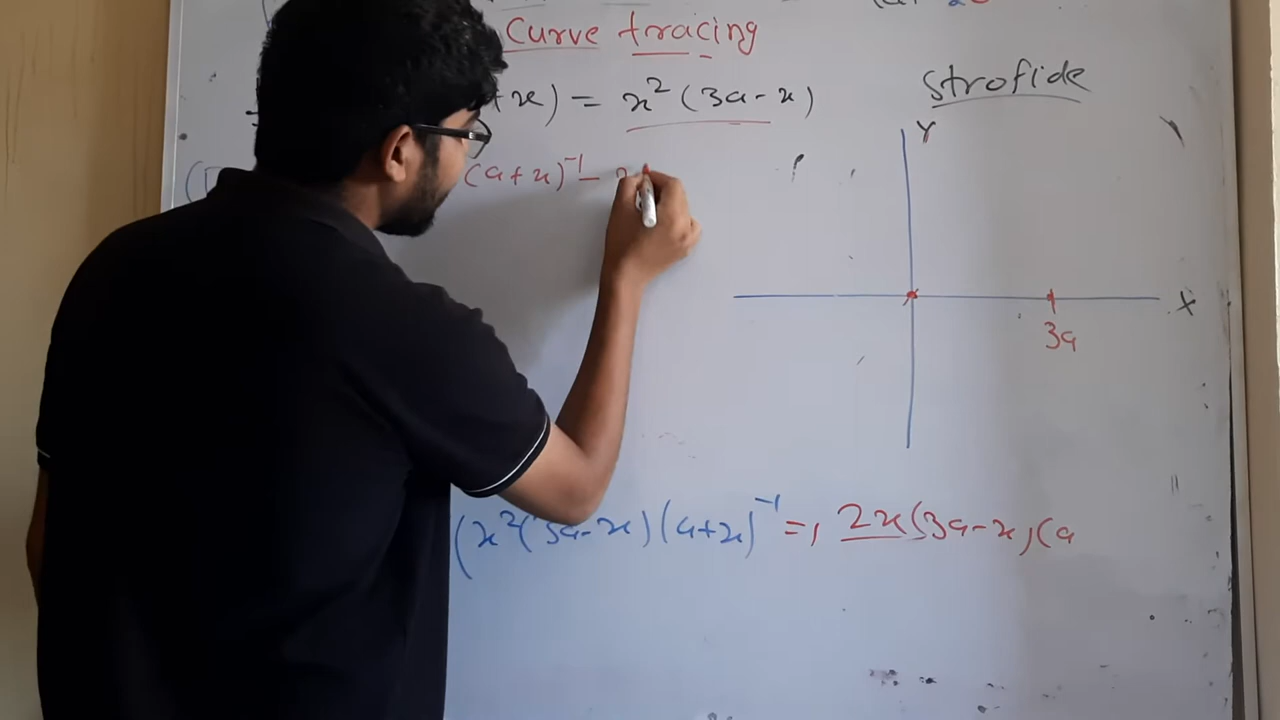 Curve tracing
+x) = x² (3a-x)
Strofide
Y
(a+x)⁻¹ -
X
3a
(x²(3a-x)(a+x)⁻¹ =, 2x(3a-x)(a